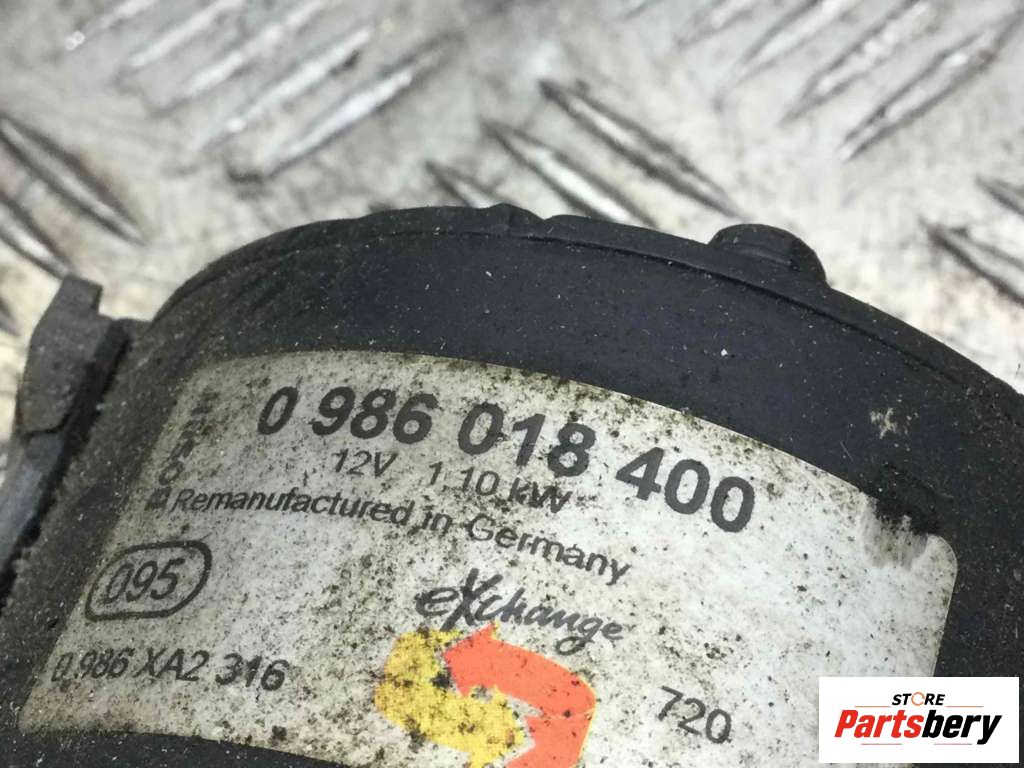 BOSCH
0 986 018 400
12V 1,10 kW
Remanufactured in Germany
eXchange
095
0 986 XA2 316
720
STORE
Partsbery